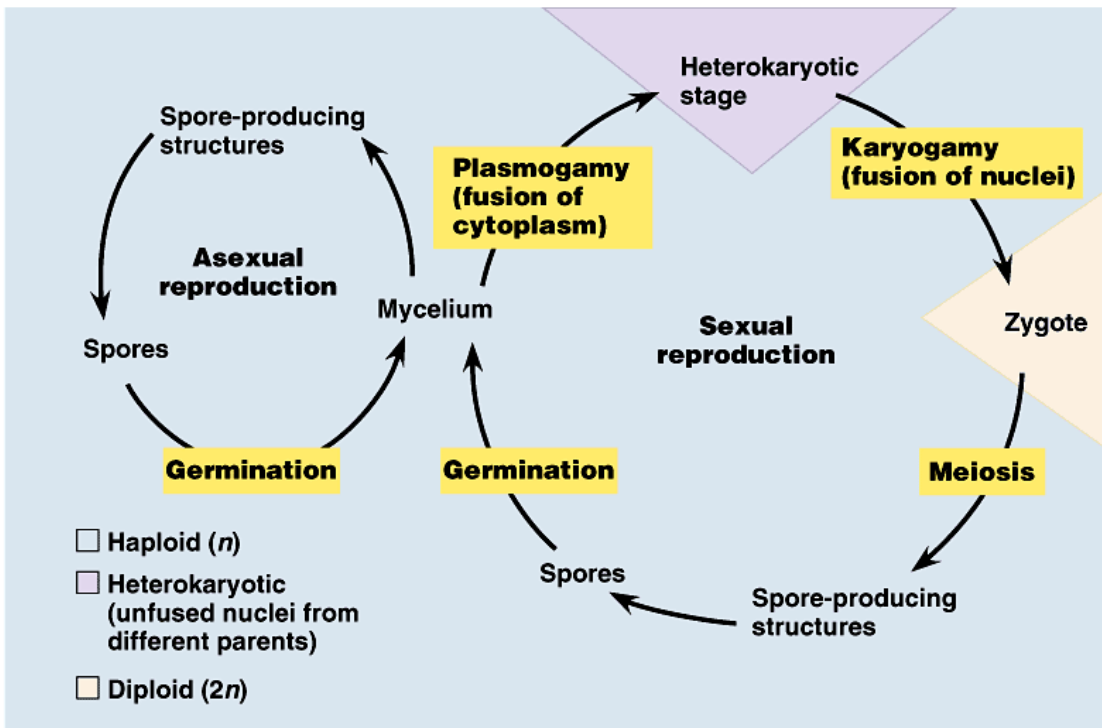 Heterokaryotic
stage
Spore-producing
structures
Karyogamy
(fusion of nuclei)
Plasmogamy
(fusion of
cytoplasm)
Asexual
reproduction
Mycelium
Sexual
reproduction
Zygote
Spores
Germination
Germination
Meiosis
Haploid (n)
Spores
Heterokaryotic
(unfused nuclei from
different parents)
Spore-producing
structures
Diploid (2n)